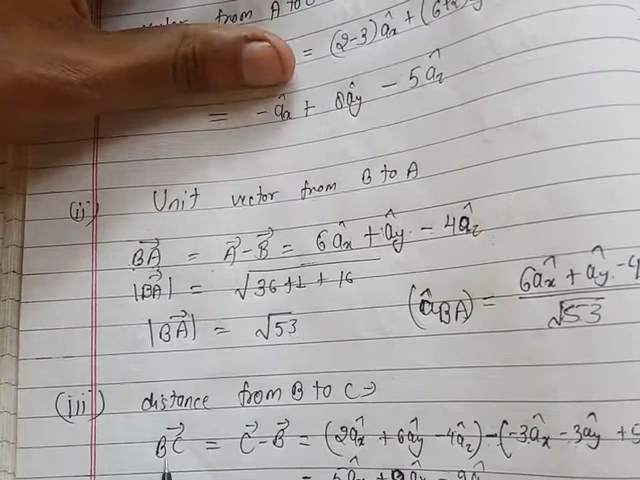 from A to
= (2-3)âx + (6+
= -âx + 8ây - 5âz
(ii) Unit vector from B to A
BA⃗ = A⃗ - B⃗ = 6âx + ây - 4âz
|BA⃗| = √36+1+16
|BA⃗| = √53
(âBA) = 6âx + ây - 4 / √53
(iii) distance from B to C ⇒
BC⃗ = C⃗ - B⃗ = (2âx + 6ây - 4âz) - (-3âx - 3ây + 5